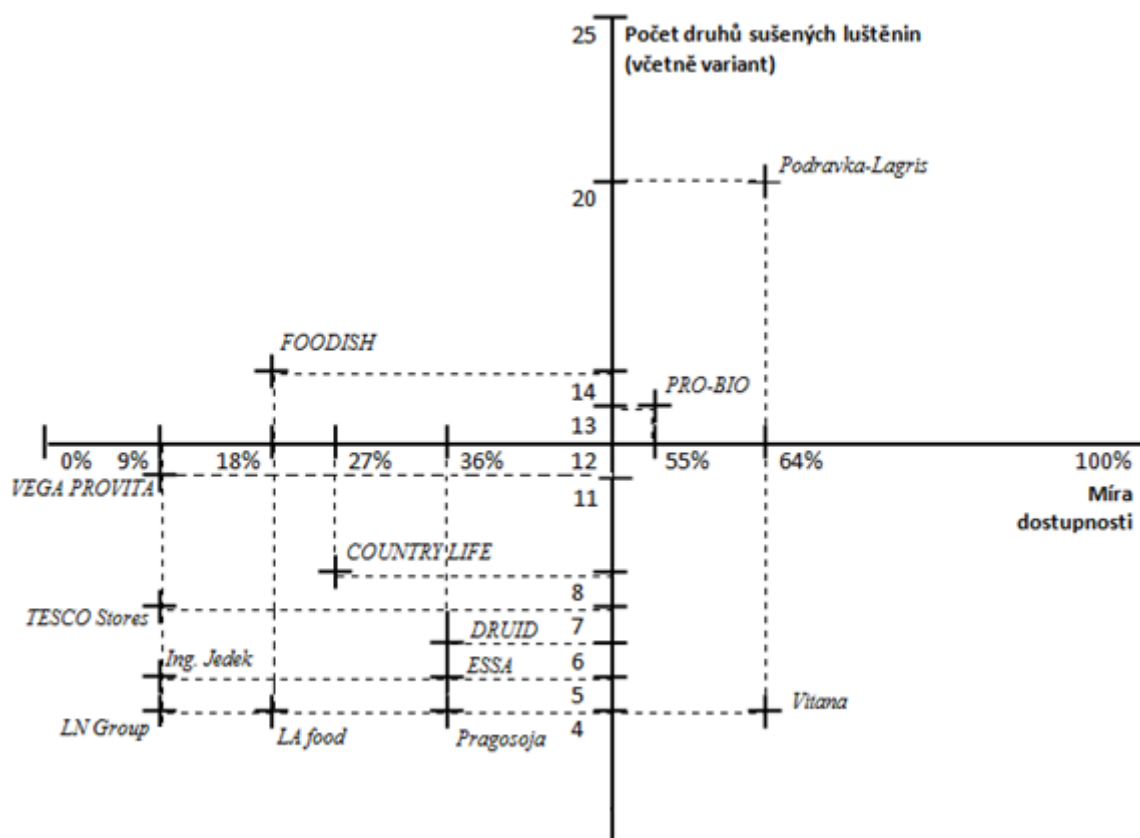 25 Počet druhů sušených luštěnin
(včetně variant)
Podravka-Lagris
20
FOODISH
14 PRO-BIO
13
0% 9% 18% 27% 36% 12 55% 64% 100%
VEGA PROVITA 11 Míra
dostupnosti
COUNTRY LIFE
8
TESCO Stores 7
DRUID
Ing. Jedek ESSA 6
5 Vitana
LN Group LA food Pragosoja 4